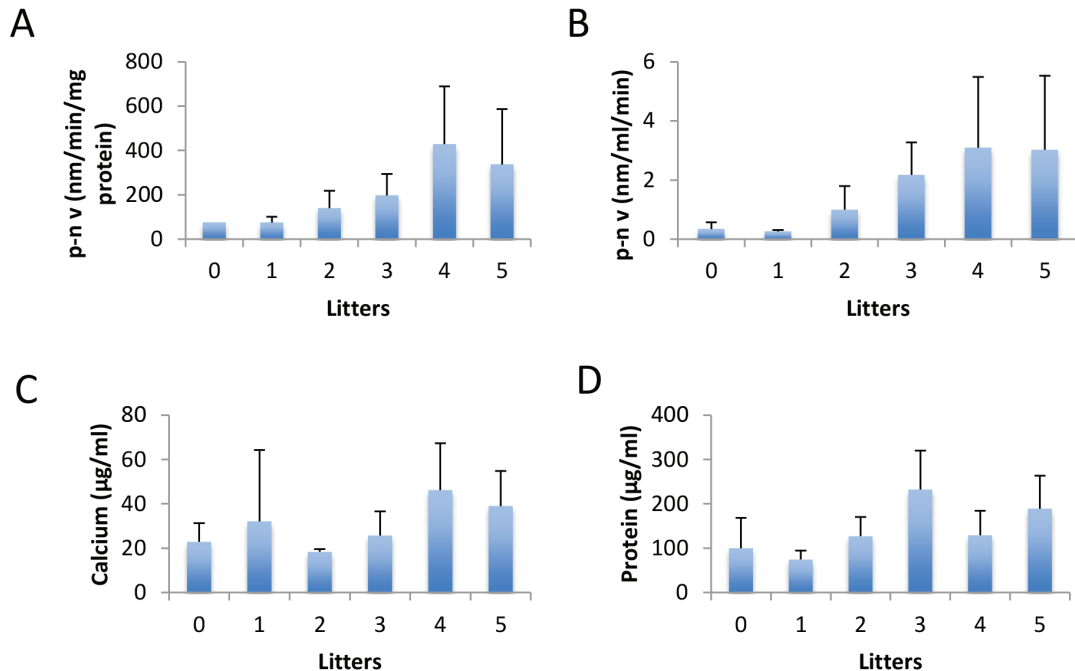 A
p-n v (nm/min/mg
protein)
800
600
400
200
0
0 1 2 3 4 5
Litters
B
p-n v (nm/ml/min)
6
4
2
0
0 1 2 3 4 5
Litters
C
Calcium (µg/ml)
80
60
40
20
0
0 1 2 3 4 5
Litters
D
Protein (µg/ml)
400
300
200
100
0
0 1 2 3 4 5
Litters